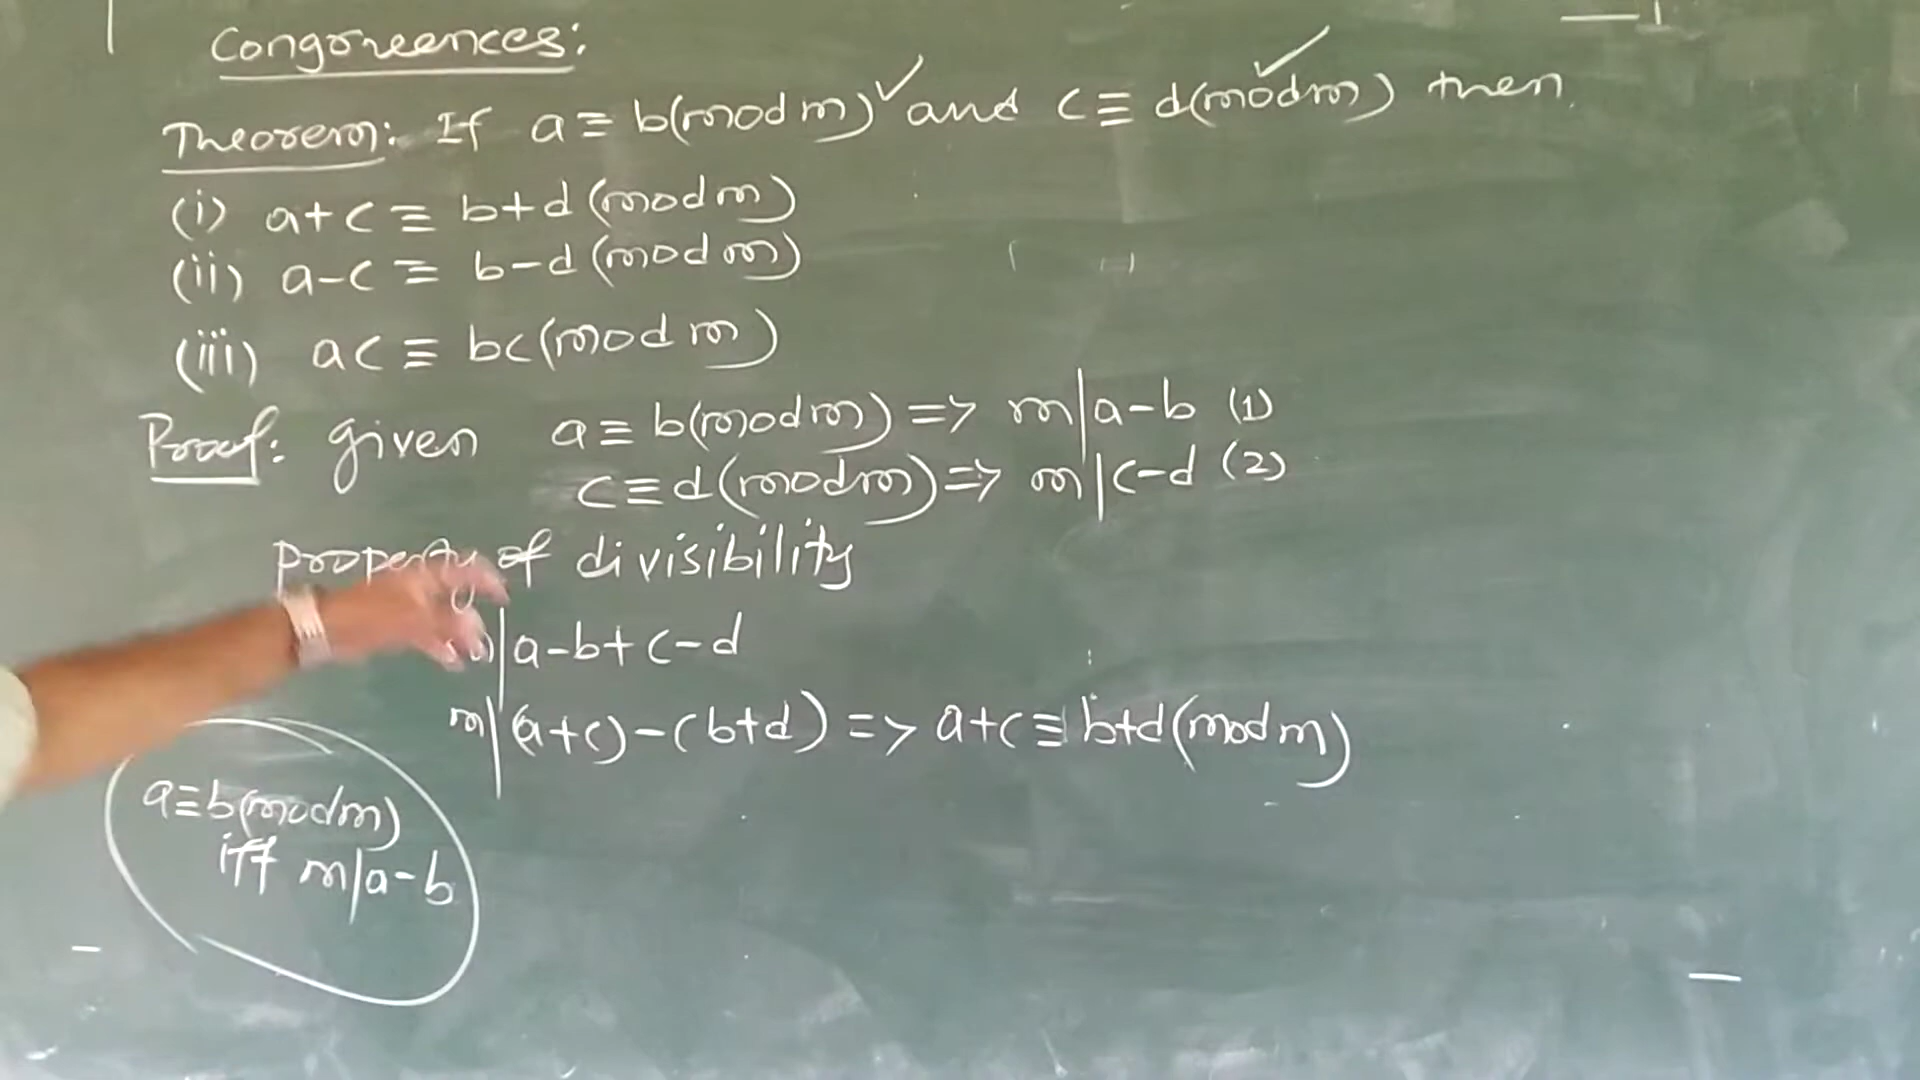 Congoreences:
Theorem: If a ≡ b(mod m) ✓ and c ≡ d(mod m) ✓ then.
(i) a+c ≡ b+d (mod m)
(ii) a-c ≡ b-d (mod m)
(iii) ac ≡ bc (mod m)
Proof: given a ≡ b(mod m) => m|a-b (1)
c ≡ d (mod m) => m|c-d (2)
property of divisibility
m|a-b+c-d
m|(a+c)-(b+d) => a+c ≡ b+d (mod m)
a≡b(mod m)
iff m|a-b